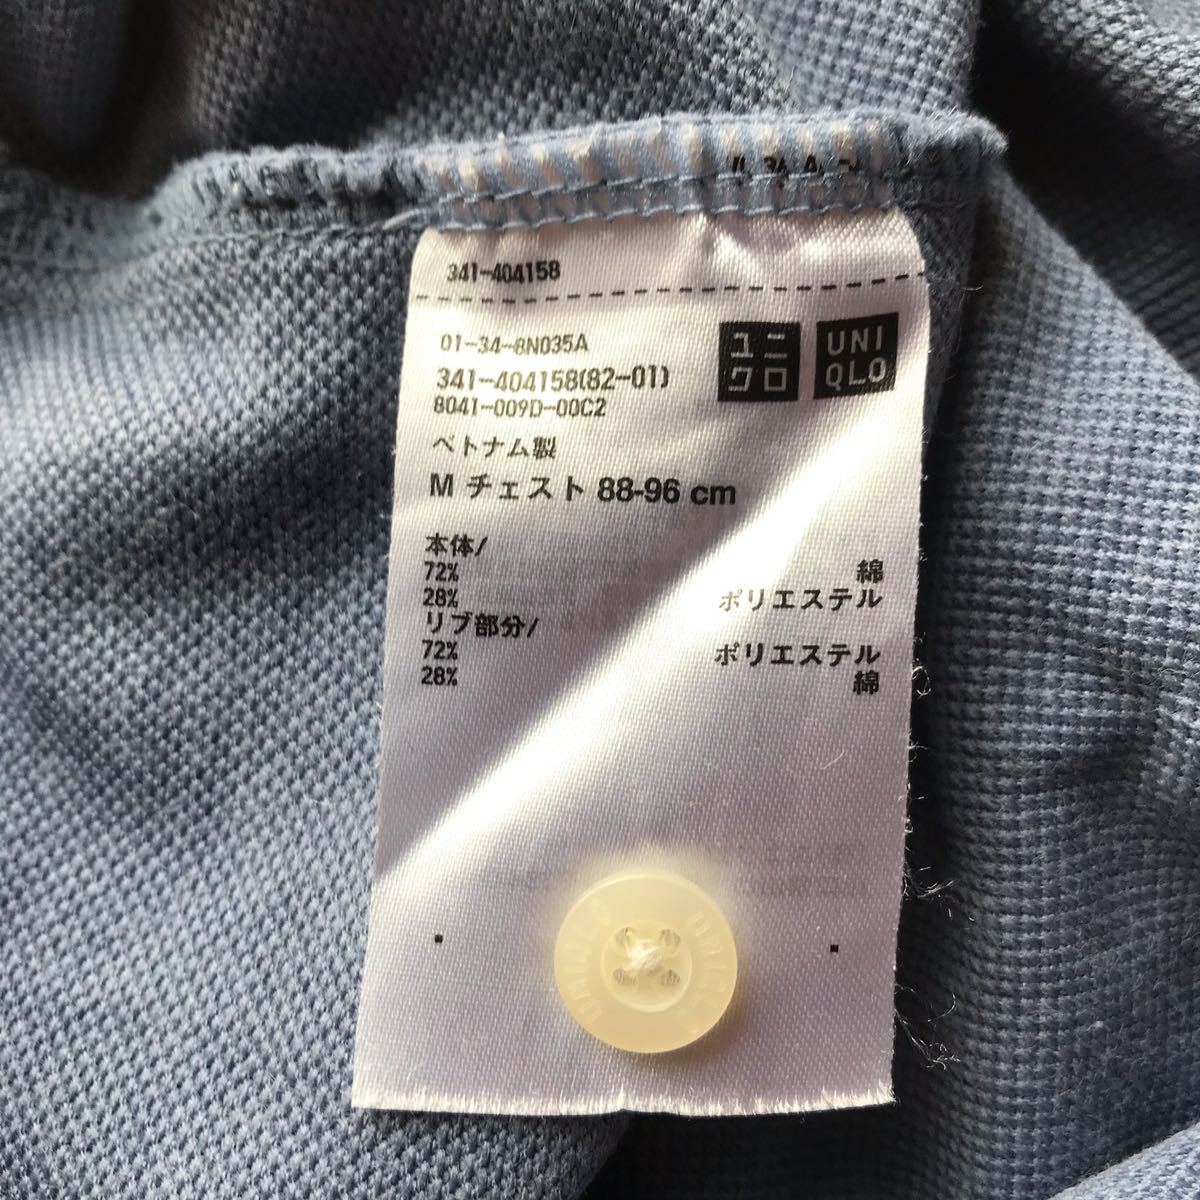 341-404158
01-34-8N035A
341-404158(82-01)
8041-009D-00C2
ユニ
クロ
UNI
QLO
ベトナム製
M チェスト 88-96 cm
本体/
72% 綿
28% ポリエステル
リブ部分/
72% ポリエステル
28% 綿
UNIQLO UNIQLO